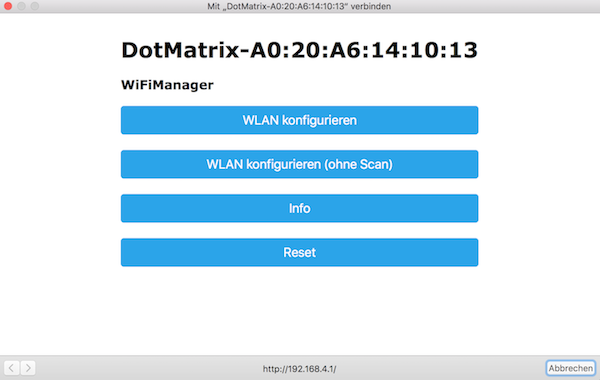 Mit „DotMatrix-A0:20:A6:14:10:13“ verbinden
DotMatrix-A0:20:A6:14:10:13
WiFiManager
WLAN konfigurieren
WLAN konfigurieren (ohne Scan)
Info
Reset
http://192.168.4.1/
Abbrechen